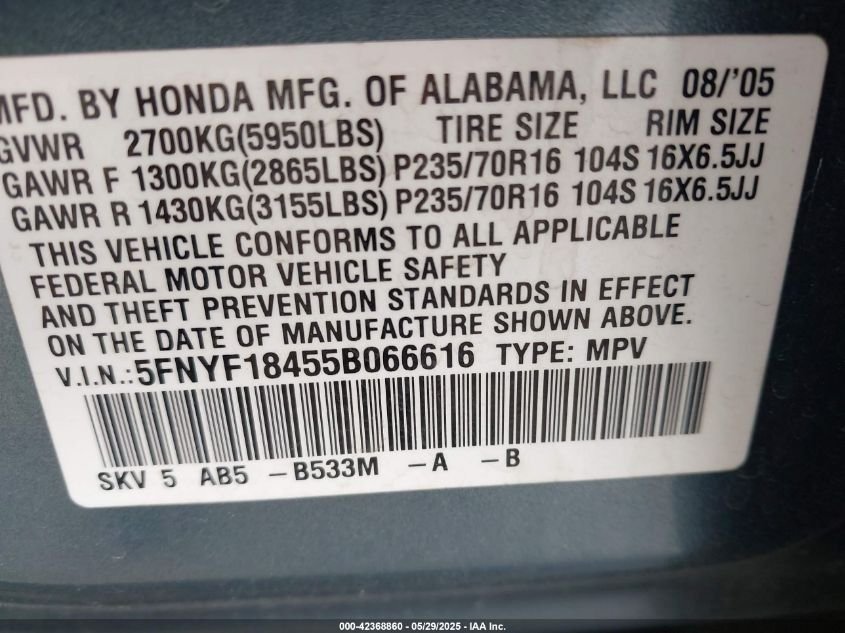 MFD. BY HONDA MFG. OF ALABAMA, LLC 08/'05
GVWR 2700KG(5950LBS) TIRE SIZE RIM SIZE
GAWR F 1300KG(2865LBS) P235/70R16 104S 16X6.5JJ
GAWR R 1430KG(3155LBS) P235/70R16 104S 16X6.5JJ
THIS VEHICLE CONFORMS TO ALL APPLICABLE
FEDERAL MOTOR VEHICLE SAFETY
AND THEFT PREVENTION STANDARDS IN EFFECT
ON THE DATE OF MANUFACTURE SHOWN ABOVE.
V.I.N.:5FNYF18455B066616 TYPE: MPV
SKV 5 AB5 -B533M -A -B
000-42368860 - 05/29/2025 - IAA Inc.